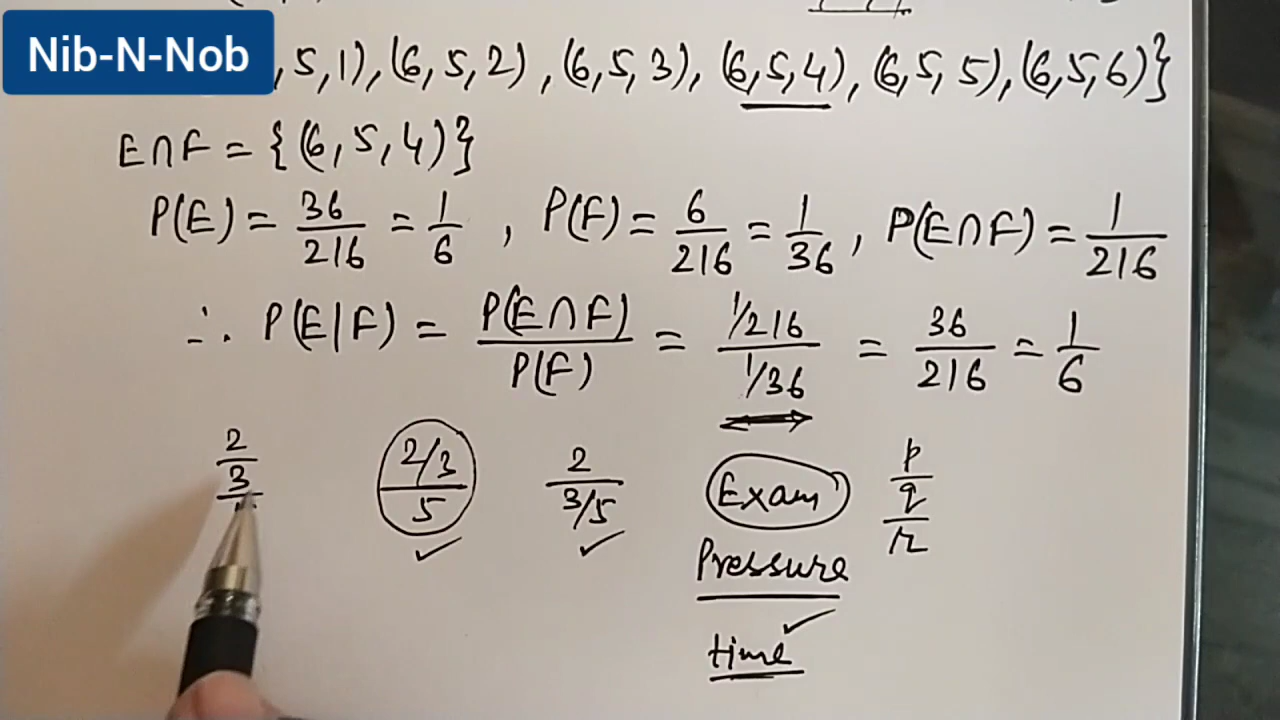 Nib-N-Nob
, 5, 1), (6, 5, 2), (6, 5, 3), (6, 5, 4), (6, 5, 5), (6, 5, 6)}
E∩F = {(6, 5, 4)}
P(E) = 36/216 = 1/6, P(F) = 6/216 = 1/36, P(E∩F) = 1/216
∴ P(E|F) = P(E∩F)/P(F) = (1/216)/(1/36) = 36/216 = 1/6
2/3/ (2/3)/5 2/(3/5) Exam p/q/r
✓ ✓ Pressure
time ✓